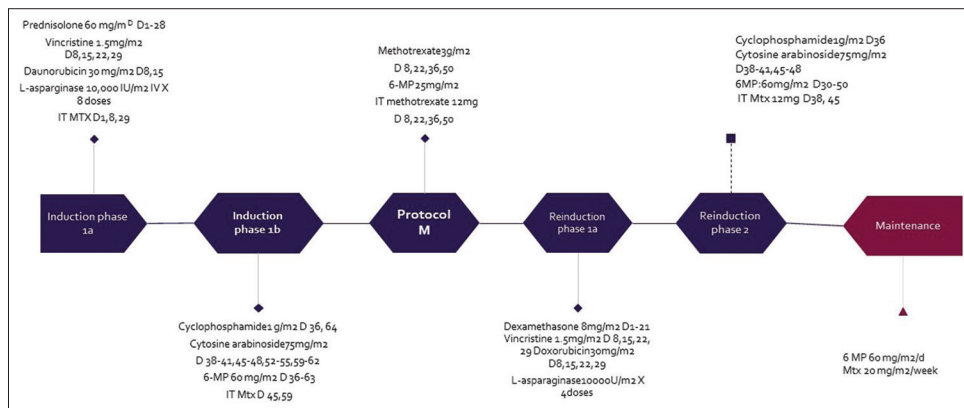 Prednisolone 60 mg/m D D1-28
Vincristine 1.5mg/m2
D8,15,22,29
Daunorubicin 30 mg/m2 D8,15
L-asparginase 10,000 IU/m2 IV X
8 doses
IT MTX D1,8,29
Methotrexate3g/m2
D 8,22,36,50
6-MP25mg/m2
IT methotrexate 12mg
D 8,22,36,50
Cyclophosphamide1g/m2 D36
Cytosine arabinoside75mg/m2
D38-41,45-48
6MP:60mg/m2 D30-50
IT Mtx 12mg D38, 45
Induction phase
1a
Induction
phase 1b
Protocol
M
Reinduction
phase 1a
Reinduction
phase 2
Maintenance
Cyclophosphamide1 g/m2 D 36, 64
Cytosine arabinoside75mg/m2
D 38-41,45-48,52-55,59-62
6-MP 60 mg/m2 D 36-63
IT Mtx D 45,59
Dexamethasone 8mg/m2 D1-21
Vincristine 1.5mg/m2 D 8,15,22,
29 Doxorubicin30mg/m2
D8,15,22,29
L-asparaginase10000U/m2 X
4doses
6 MP 60 mg/m2/d
Mtx 20 mg/m2/week